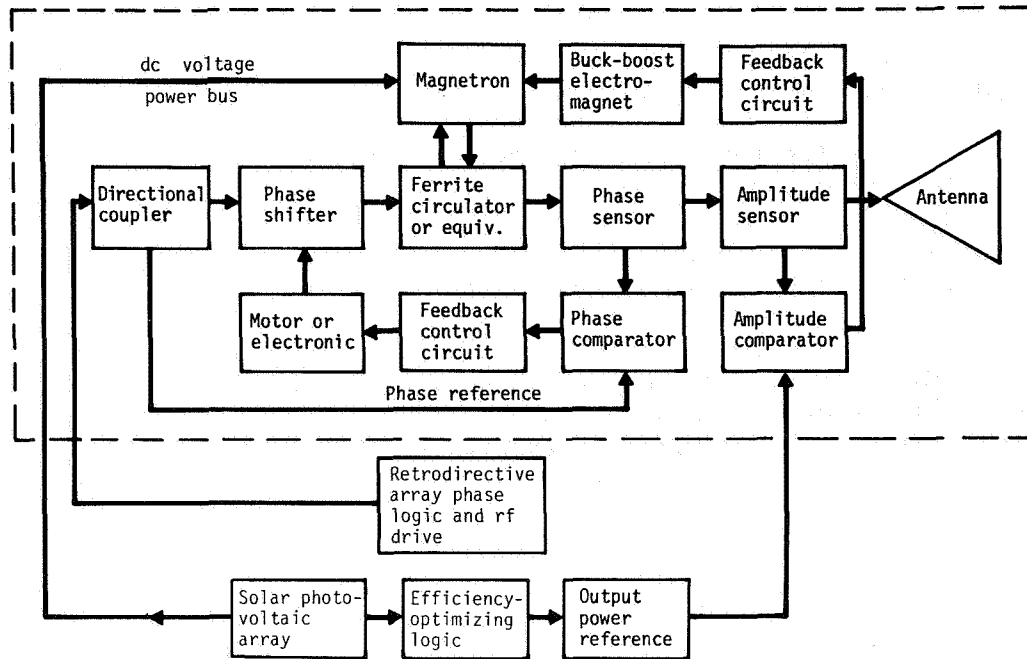 dc voltage
power bus
Magnetron
Buck-boost
electro-
magnet
Feedback
control
circuit
Directional
coupler
Phase
shifter
Ferrite
circulator
or equiv.
Phase
sensor
Amplitude
sensor
Antenna
Motor or
electronic
Feedback
control
circuit
Phase
comparator
Amplitude
comparator
Phase reference
Retrodirective
array phase
logic and rf
drive
Solar photo-
voltaic
array
Efficiency-
optimizing
logic
Output
power
reference